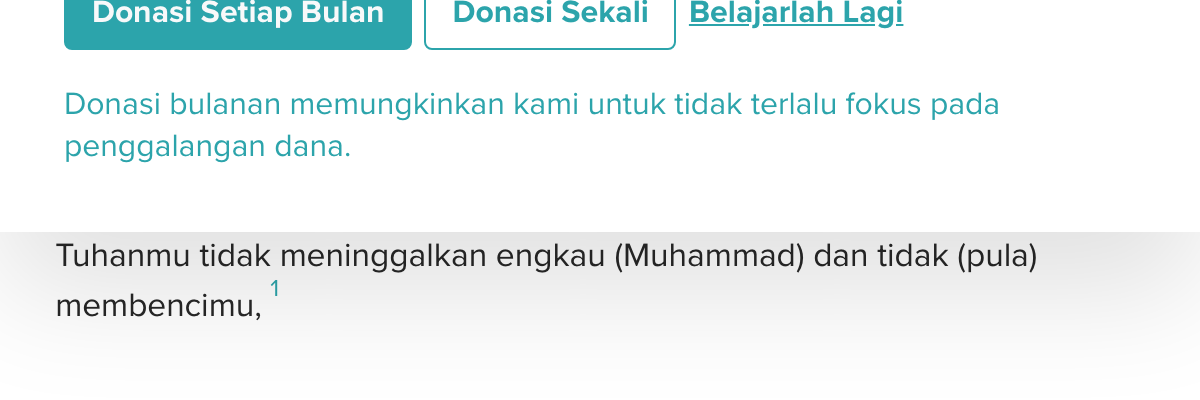 Donasi Setiap Bulan Donasi Sekali Belajarlah Lagi
Donasi bulanan memungkinkan kami untuk tidak terlalu fokus pada
penggalangan dana.
Tuhanmu tidak meninggalkan engkau (Muhammad) dan tidak (pula)
membencimu, 1